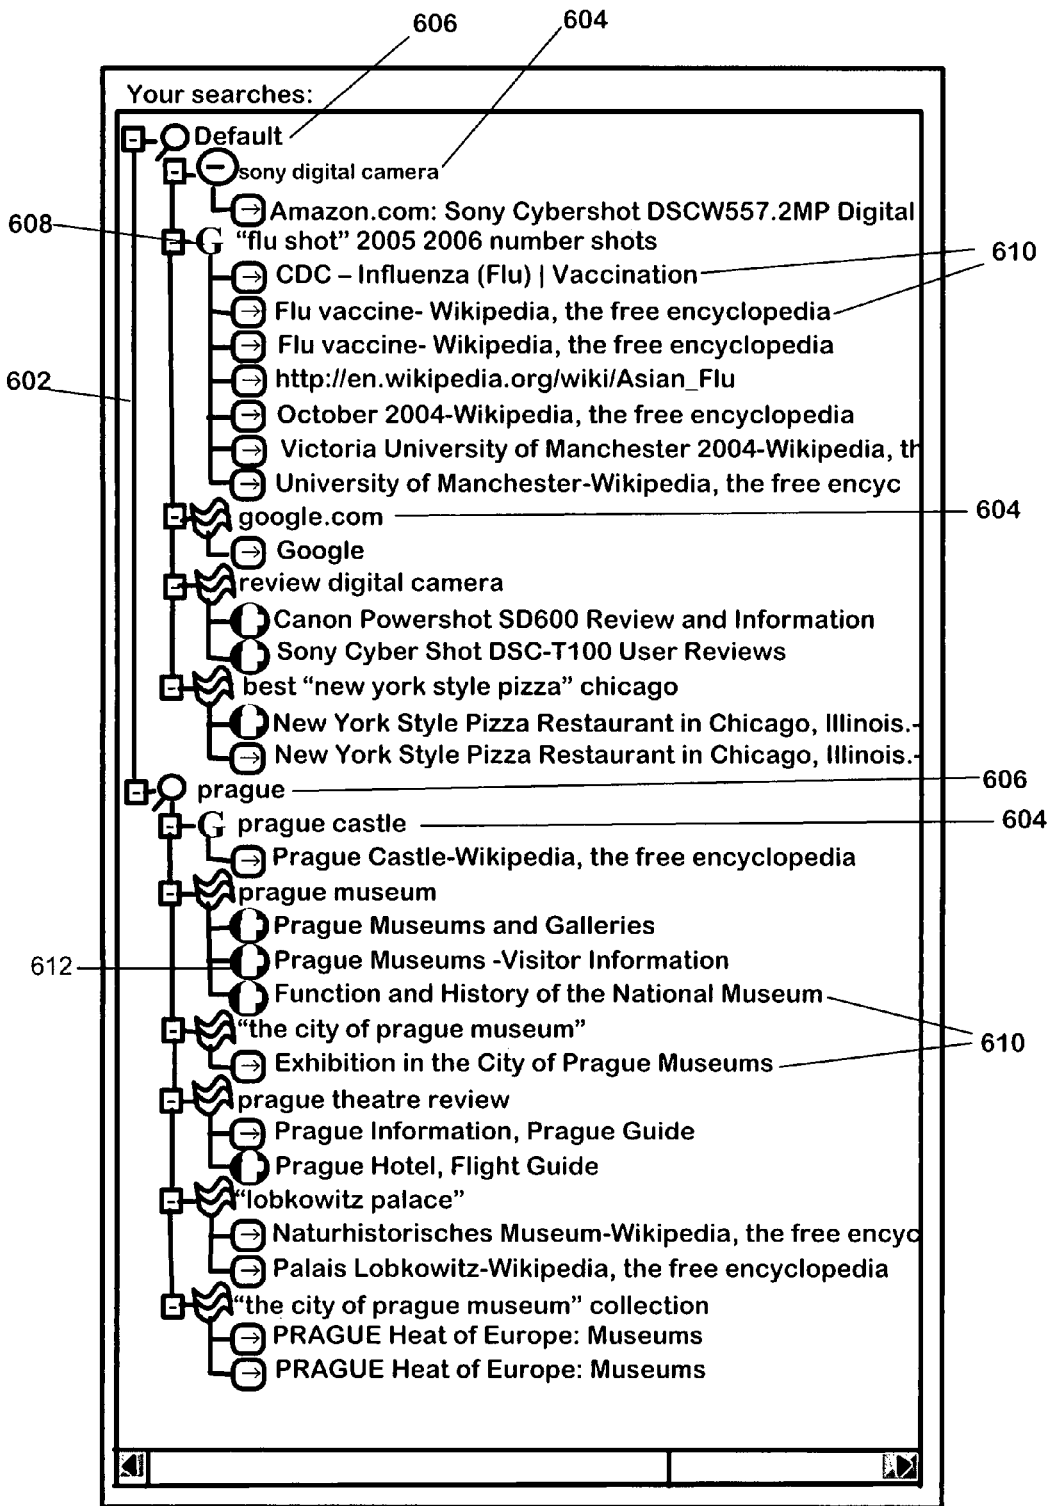 606
604
Your searches:
Default
sony digital camera
Amazon.com: Sony Cybershot DSCW557.2MP Digital
608
G "flu shot" 2005 2006 number shots
610
CDC – Influenza (Flu) | Vaccination
Flu vaccine- Wikipedia, the free encyclopedia
Flu vaccine- Wikipedia, the free encyclopedia
602
http://en.wikipedia.org/wiki/Asian_Flu
October 2004-Wikipedia, the free encyclopedia
Victoria University of Manchester 2004-Wikipedia, th
University of Manchester-Wikipedia, the free encyc
google.com
604
Google
review digital camera
Canon Powershot SD600 Review and Information
Sony Cyber Shot DSC-T100 User Reviews
best "new york style pizza" chicago
New York Style Pizza Restaurant in Chicago, Illinois.-
New York Style Pizza Restaurant in Chicago, Illinois.-
prague
606
G prague castle
604
Prague Castle-Wikipedia, the free encyclopedia
prague museum
Prague Museums and Galleries
612
Prague Museums -Visitor Information
Function and History of the National Museum
"the city of prague museum"
610
Exhibition in the City of Prague Museums
prague theatre review
Prague Information, Prague Guide
Prague Hotel, Flight Guide
"lobkowitz palace"
Naturhistorisches Museum-Wikipedia, the free encyc
Palais Lobkowitz-Wikipedia, the free encyclopedia
"the city of prague museum" collection
PRAGUE Heat of Europe: Museums
PRAGUE Heat of Europe: Museums